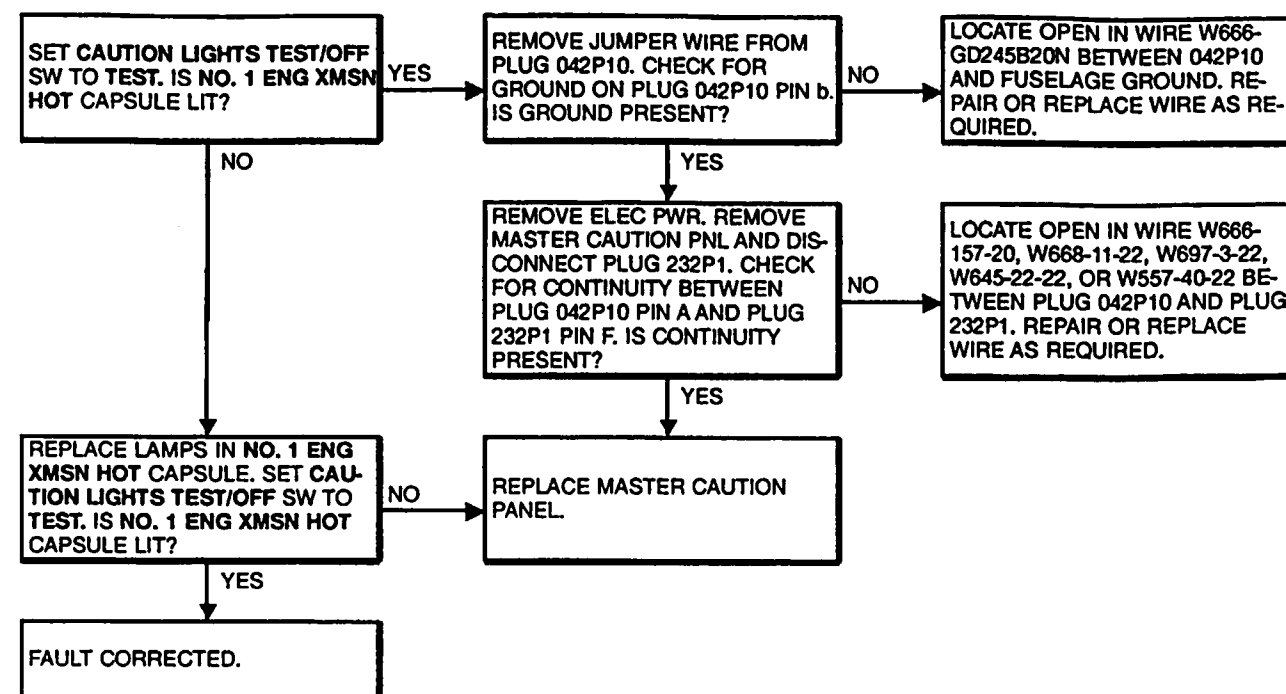 SET CAUTION LIGHTS TEST/OFF
SW TO TEST. IS NO. 1 ENG XMSN
HOT CAPSULE LIT?
YES
NO
REMOVE JUMPER WIRE FROM
PLUG 042P10. CHECK FOR
GROUND ON PLUG 042P10 PIN b.
IS GROUND PRESENT?
NO
YES
LOCATE OPEN IN WIRE W666-
GD245B20N BETWEEN 042P10
AND FUSELAGE GROUND. RE-
PAIR OR REPLACE WIRE AS RE-
QUIRED.
REMOVE ELEC PWR. REMOVE
MASTER CAUTION PNL AND DIS-
CONNECT PLUG 232P1. CHECK
FOR CONTINUITY BETWEEN
PLUG 042P10 PIN A AND PLUG
232P1 PIN F. IS CONTINUITY
PRESENT?
NO
YES
LOCATE OPEN IN WIRE W666-
157-20, W668-11-22, W697-3-22,
W645-22-22, OR W557-40-22 BE-
TWEEN PLUG 042P10 AND PLUG
232P1. REPAIR OR REPLACE
WIRE AS REQUIRED.
REPLACE LAMPS IN NO. 1 ENG
XMSN HOT CAPSULE. SET CAU-
TION LIGHTS TEST/OFF SW TO
TEST. IS NO. 1 ENG XMSN HOT
CAPSULE LIT?
NO
YES
REPLACE MASTER CAUTION
PANEL.
FAULT CORRECTED.